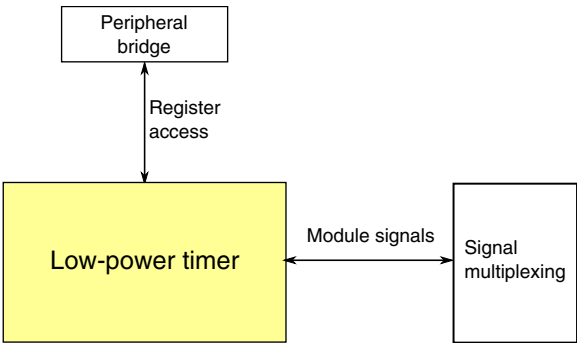 Peripheral
bridge
Register
access
Low-power timer
Module signals
Signal
multiplexing